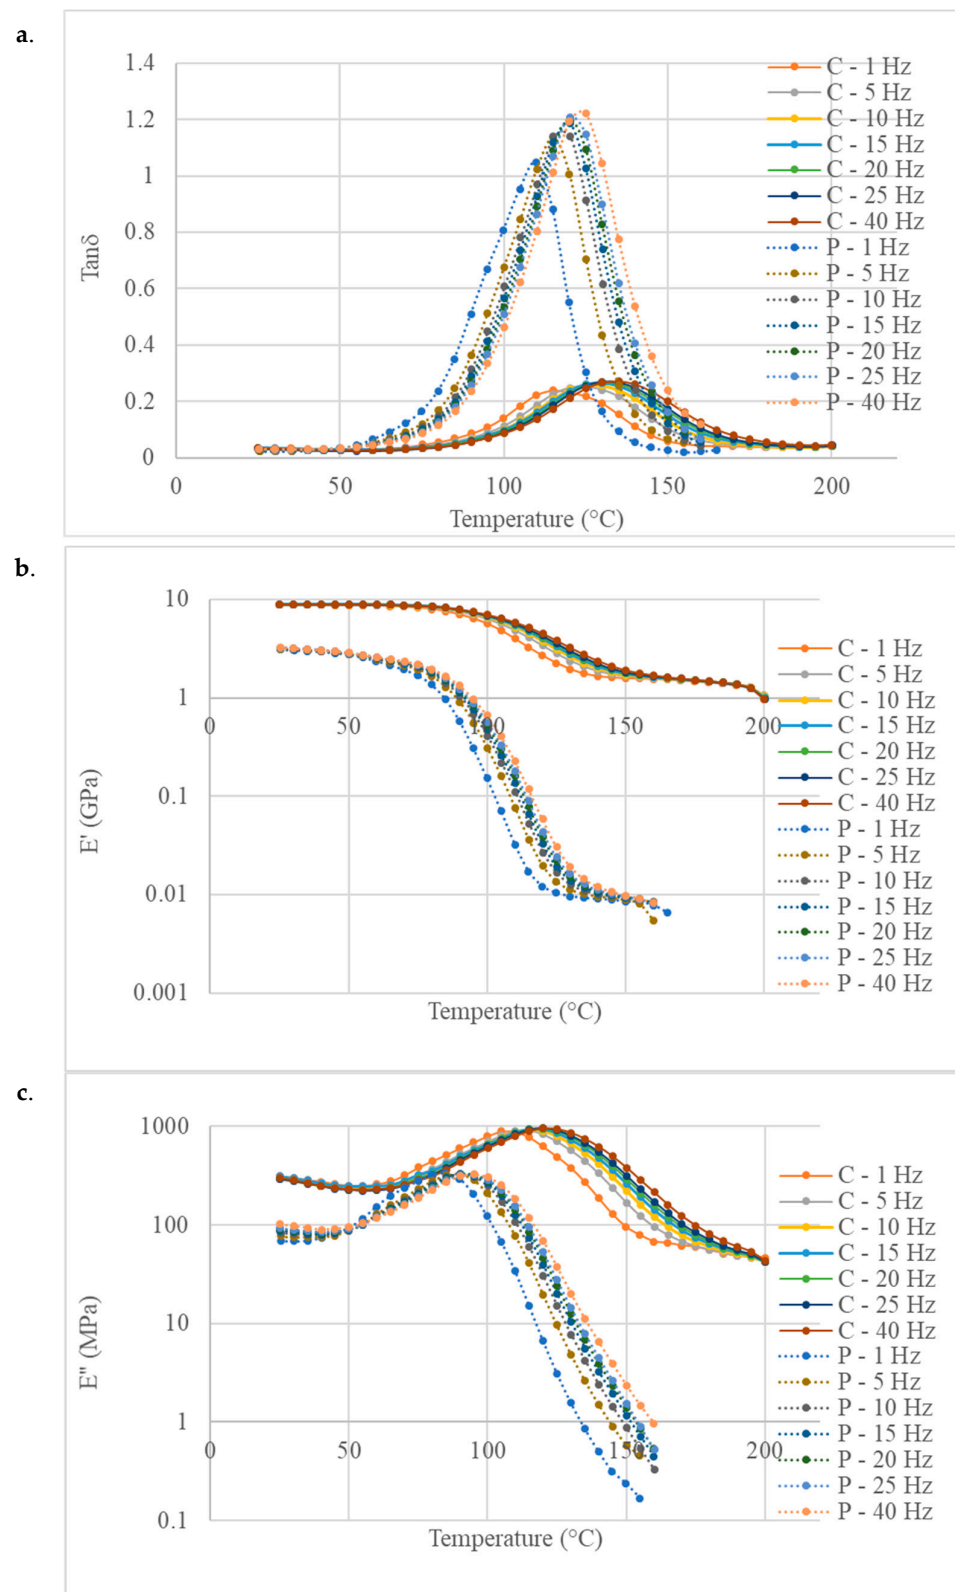 a.
1.4
1.2
1
0.8
0.6
0.4
0.2
0
Tanδ
0 50 100 150 200
Temperature (°C)
C - 1 Hz
C - 5 Hz
C - 10 Hz
C - 15 Hz
C - 20 Hz
C - 25 Hz
C - 40 Hz
P - 1 Hz
P - 5 Hz
P - 10 Hz
P - 15 Hz
P - 20 Hz
P - 25 Hz
P - 40 Hz
b.
10
1
0.1
0.01
0.001
E' (GPa)
0 50 100 150 200
Temperature (°C)
C - 1 Hz
C - 5 Hz
C - 10 Hz
C - 15 Hz
C - 20 Hz
C - 25 Hz
C - 40 Hz
P - 1 Hz
P - 5 Hz
P - 10 Hz
P - 15 Hz
P - 20 Hz
P - 25 Hz
P - 40 Hz
c.
1000
100
10
1
0.1
E" (MPa)
0 50 100 150 200
Temperature (°C)
C - 1 Hz
C - 5 Hz
C - 10 Hz
C - 15 Hz
C - 20 Hz
C - 25 Hz
C - 40 Hz
P - 1 Hz
P - 5 Hz
P - 10 Hz
P - 15 Hz
P - 20 Hz
P - 25 Hz
P - 40 Hz